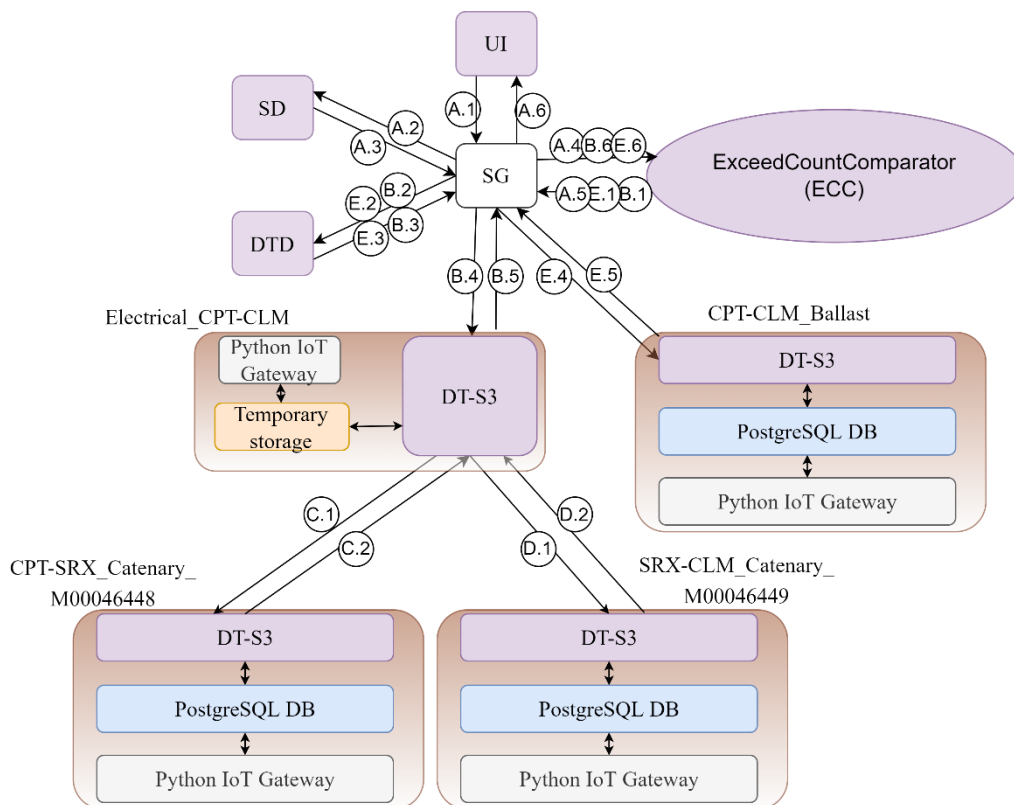 UI
SD
A.1
A.6
A.2
A.3
A.4 B.6 E.6
ExceedCountComparator
(ECC)
SG
A.5 E.1 B.1
B.2
E.2
B.3
E.3
DTD
B.4
B.5
E.4
E.5
Electrical_CPT-CLM
CPT-CLM_Ballast
Python IoT
Gateway
Temporary
storage
DT-S3
DT-S3
PostgreSQL DB
Python IoT Gateway
C.1
C.2
D.2
D.1
CPT-SRX_Catenary_
M00046448
SRX-CLM_Catenary_
M00046449
DT-S3
PostgreSQL DB
Python IoT Gateway
DT-S3
PostgreSQL DB
Python IoT Gateway